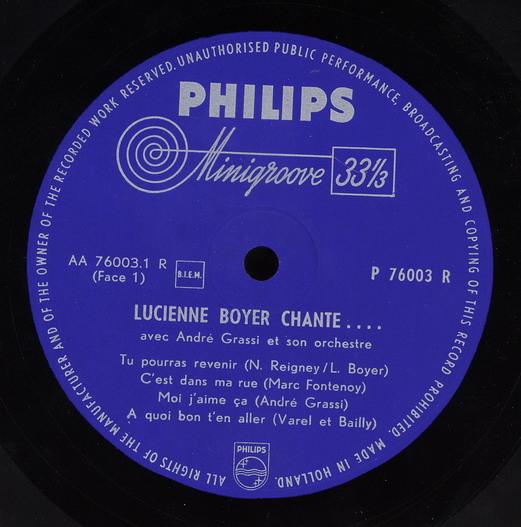 ALL RIGHTS OF THE MANUFACTURER AND OF THE OWNER OF THE RECORDED WORK RESERVED. UNAUTHORISED PUBLIC PERFORMANCE, BROADCASTING AND COPYING OF THIS RECORD PROHIBITED. MADE IN HOLLAND.
PHILIPS
Minigroove 33⅓
AA 76003.1 R
(Face 1)
B.I.E.M.
P 76003 R
LUCIENNE BOYER CHANTE....
avec André Grassi et son orchestre
Tu pourras revenir (N. Reigney/L. Boyer)
C'est dans ma rue (Marc Fontenoy)
Moi j'aime ça (André Grassi)
A quoi bon t'en aller (Varel et Bailly)
PHILIPS